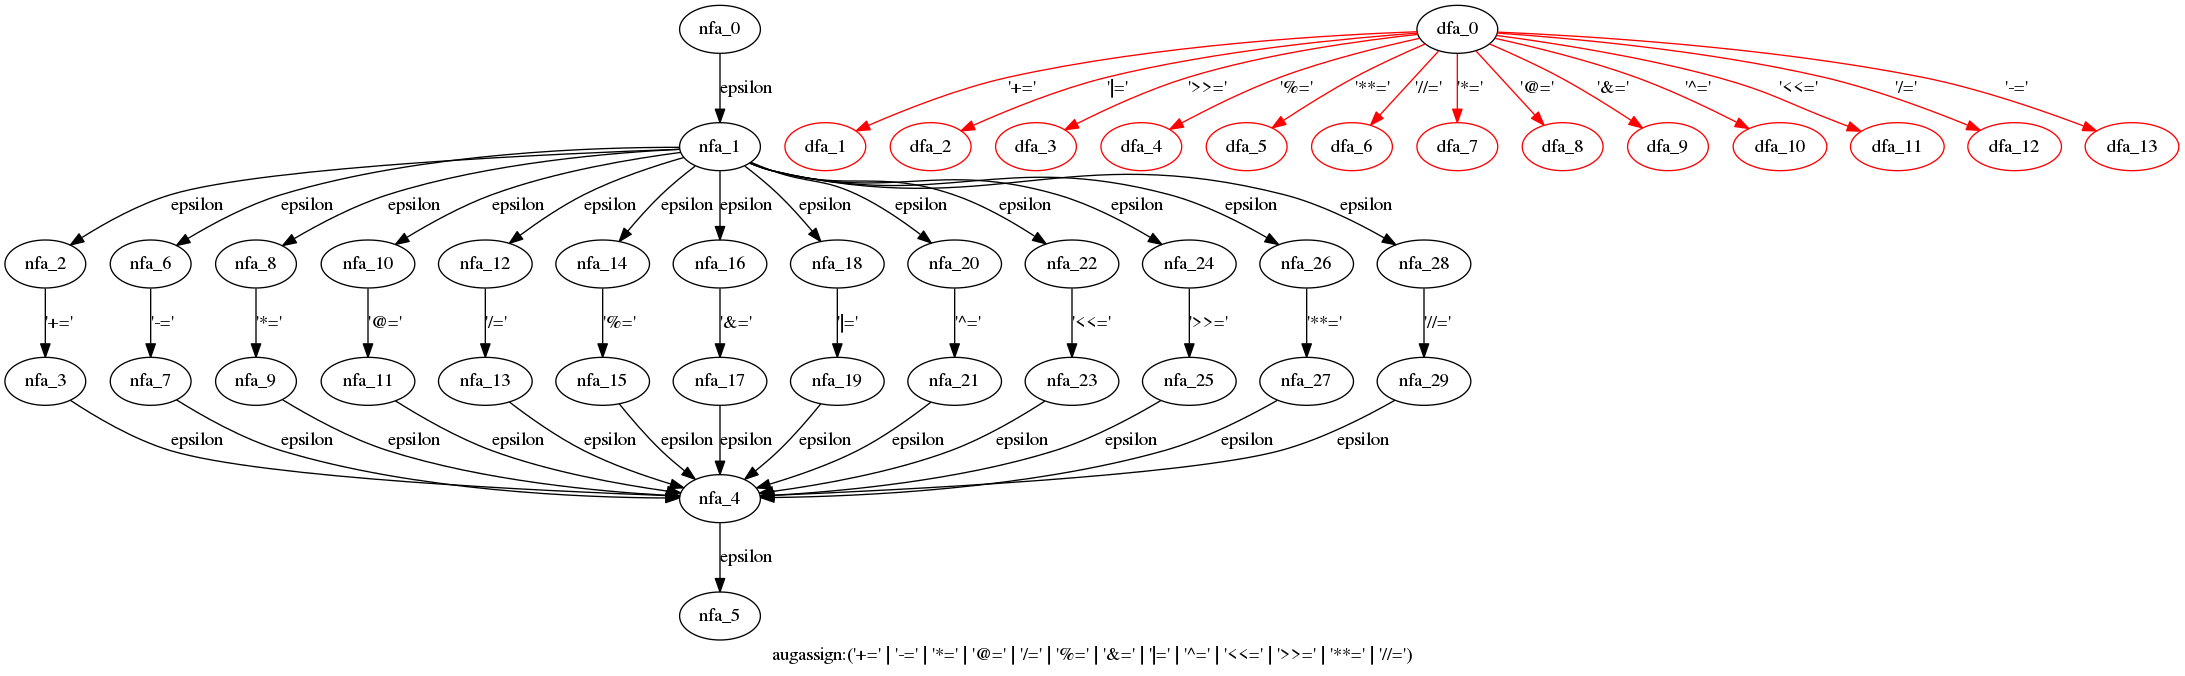 nfa_0 dfa_0
epsilon '+=' '|=' '>>=' '%=' '**=' '//=' '*=' '@=' '&=' '^=' '<<=' '/=' '-='
nfa_1 dfa_1 dfa_2 dfa_3 dfa_4 dfa_5 dfa_6 dfa_7 dfa_8 dfa_9 dfa_10 dfa_11 dfa_12 dfa_13
epsilon epsilon epsilon epsilon epsilon epsilon epsilon epsilon epsilon epsilon epsilon epsilon epsilon
nfa_2 nfa_6 nfa_8 nfa_10 nfa_12 nfa_14 nfa_16 nfa_18 nfa_20 nfa_22 nfa_24 nfa_26 nfa_28
'+=' '-=' '*=' '@=' '/=' '%=' '&=' '|=' '^=' '<<=' '>>=' '**=' '//='
nfa_3 nfa_7 nfa_9 nfa_11 nfa_13 nfa_15 nfa_17 nfa_19 nfa_21 nfa_23 nfa_25 nfa_27 nfa_29
epsilon epsilon epsilon epsilon epsilon epsilon epsilon epsilon epsilon epsilon epsilon epsilon epsilon
nfa_4
epsilon
nfa_5
augassign:('+=' | '-=' | '*=' | '@=' | '/=' | '%=' | '&=' | '|=' | '^=' | '<<=' | '>>=' | '**=' | '//=')